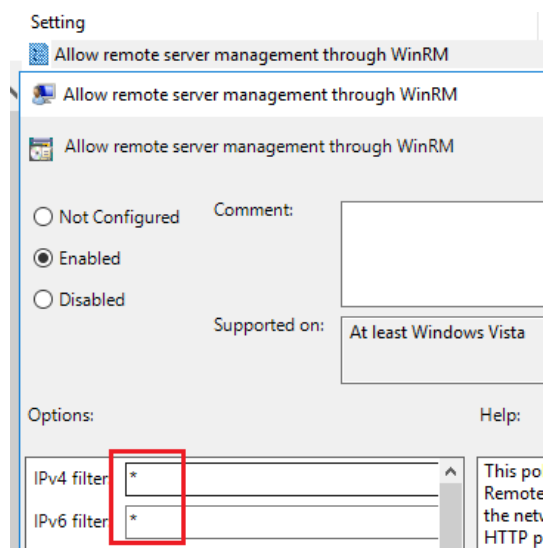 Setting
Allow remote server management through WinRM
Allow remote server management through WinRM
Allow remote server management through WinRM
Not Configured
Comment:
Enabled
Disabled
Supported on:
At least Windows Vista
Options:
Help:
IPv4 filter
*
This po
IPv6 filter
*
Remote
the netw
HTTP p